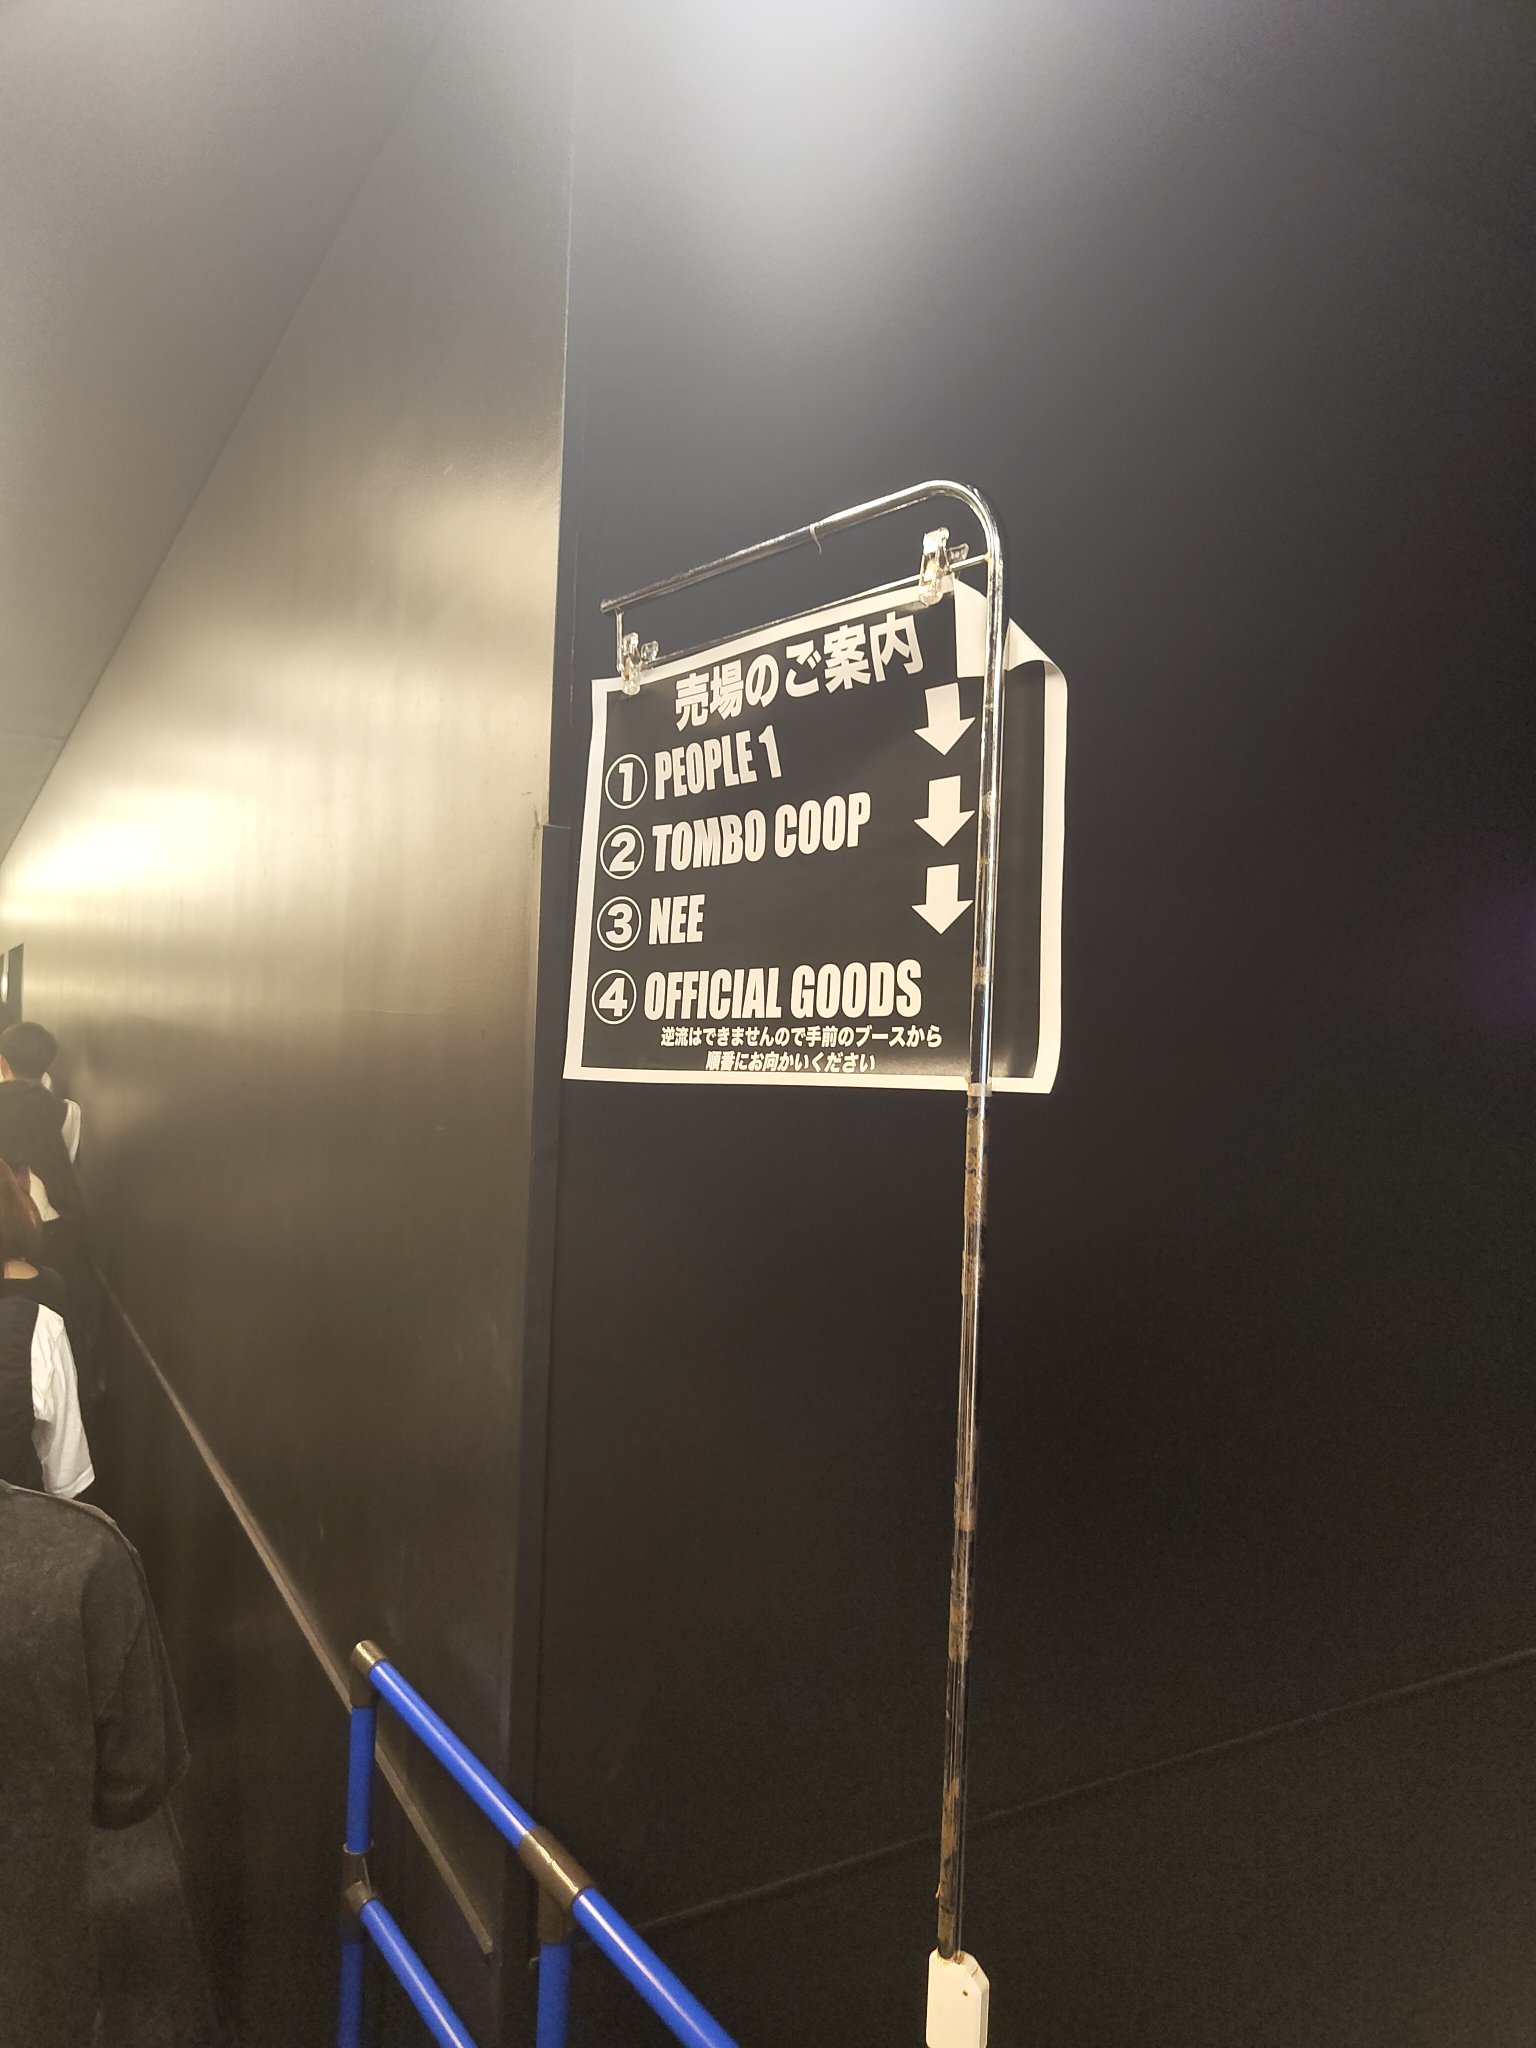 売場のご案内
① PEOPLE 1
② TOMBO COOP
③ NEE
④ OFFICIAL GOODS
逆流はできませんので手前のブースから
順番にお向かいください